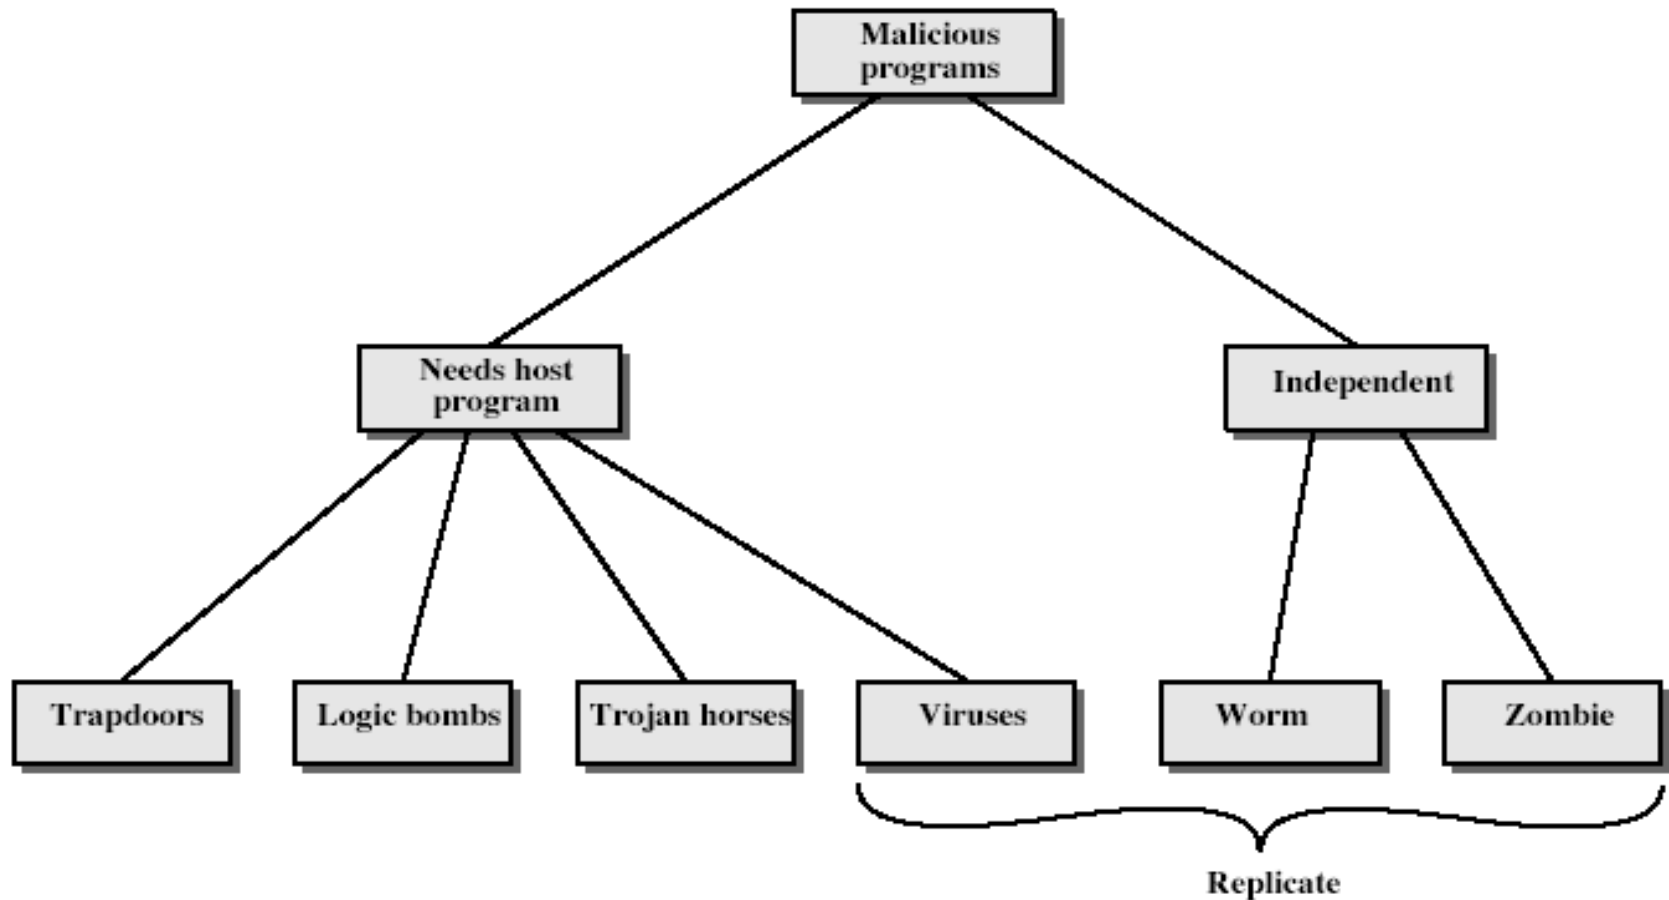 Malicious
programs
Needs host
program
Independent
Trapdoors
Logic bombs
Trojan horses
Viruses
Worm
Zombie
Replicate